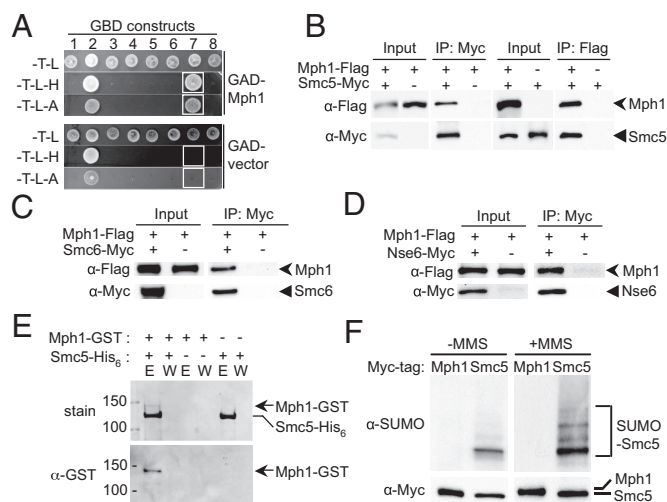 A
GBD constructs
1 2 3 4 5 6 7 8
-T-L
-T-L-H
-T-L-A
GAD-
Mph1
-T-L
-T-L-H
-T-L-A
GAD-
vector
B
Input IP: Myc Input IP: Flag
Mph1-Flag + + + + + - + -
Smc5-Myc + - + - + + + +
α-Flag Mph1
α-Myc Smc5
C
Input IP: Myc
Mph1-Flag + + + +
Smc6-Myc + - + -
α-Flag Mph1
α-Myc Smc6
D
Input IP: Myc
Mph1-Flag + + + +
Nse6-Myc + - + -
α-Flag Mph1
α-Myc Nse6
E
Mph1-GST : + + + + - -
Smc5-His6 : + + - - + +
E W E W E W
stain
150
100
Mph1-GST
Smc5-His6
α-GST
150
100
Mph1-GST
F
-MMS +MMS
Myc-tag: Mph1 Smc5 Mph1 Smc5
α-SUMO
SUMO
-Smc5
α-Myc
Mph1
Smc5